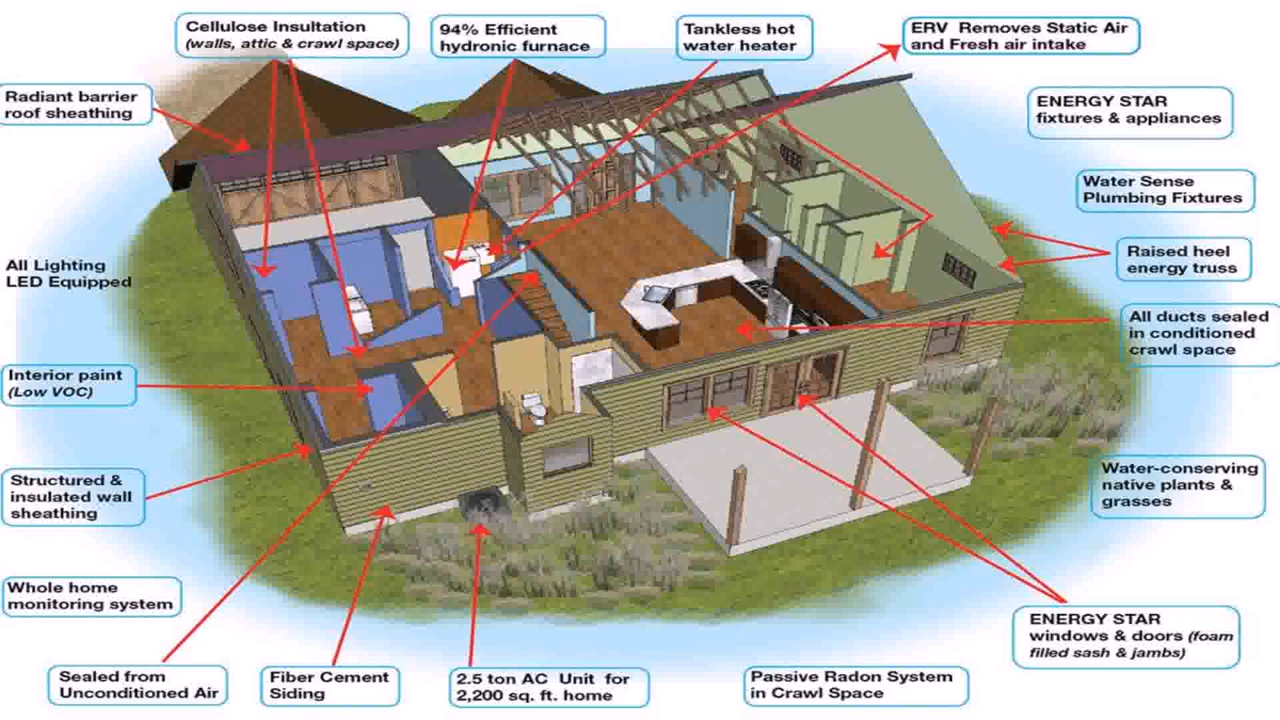 Cellulose Insultation
(walls, attic & crawl space)
94% Efficient
hydronic furnace
Tankless hot
water heater
ERV Removes Static Air
and Fresh air intake
Radiant barrier
roof sheathing
ENERGY STAR
fixtures & appliances
Water Sense
Plumbing Fixtures
All Lighting
LED Equipped
Raised heel
energy truss
All ducts sealed
in conditioned
crawl space
Interior paint
(Low VOC)
Structured &
insulated wall
sheathing
Water-conserving
native plants &
grasses
Whole home
monitoring system
ENERGY STAR
windows & doors (foam
filled sash & jambs)
Sealed from
Unconditioned Air
Fiber Cement
Siding
2.5 ton AC Unit for
2,200 sq. ft. home
Passive Radon System
in Crawl Space